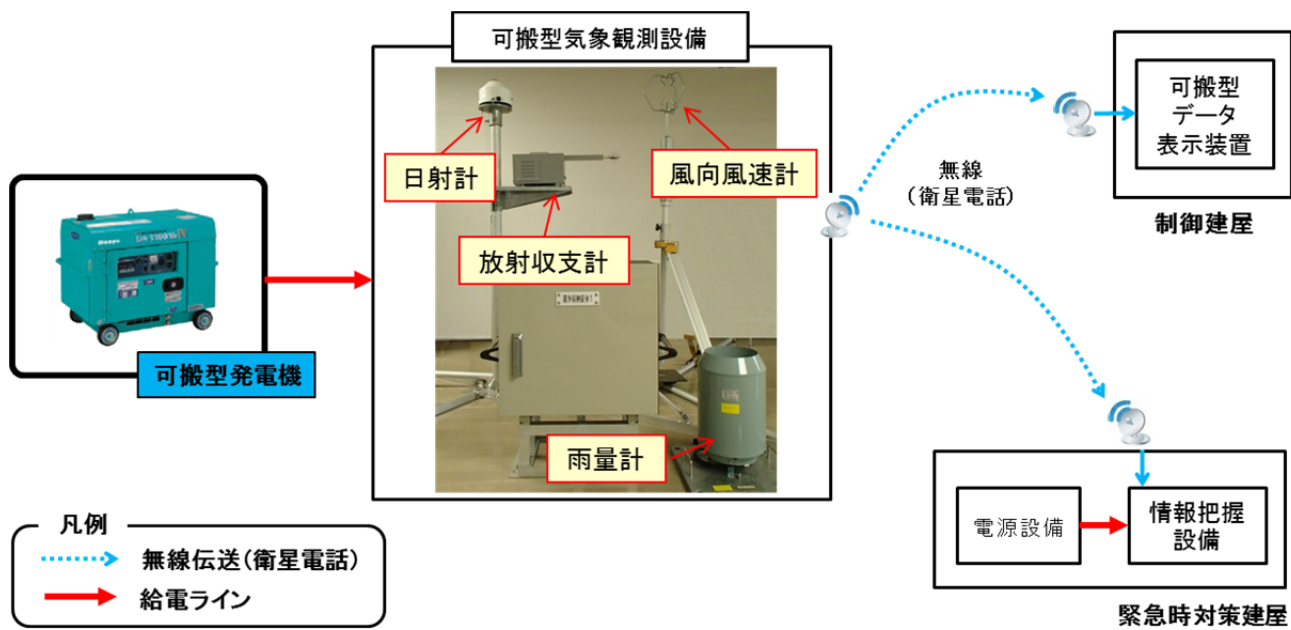 可搬型気象観測設備
日射計
風向風速計
放射収支計
雨量計
可搬型発電機
Denyo
無線
(衛星電話)
可搬型
データ
表示装置
制御建屋
電源設備
情報把握
設備
緊急時対策建屋
凡例
無線伝送(衛星電話)
給電ライン